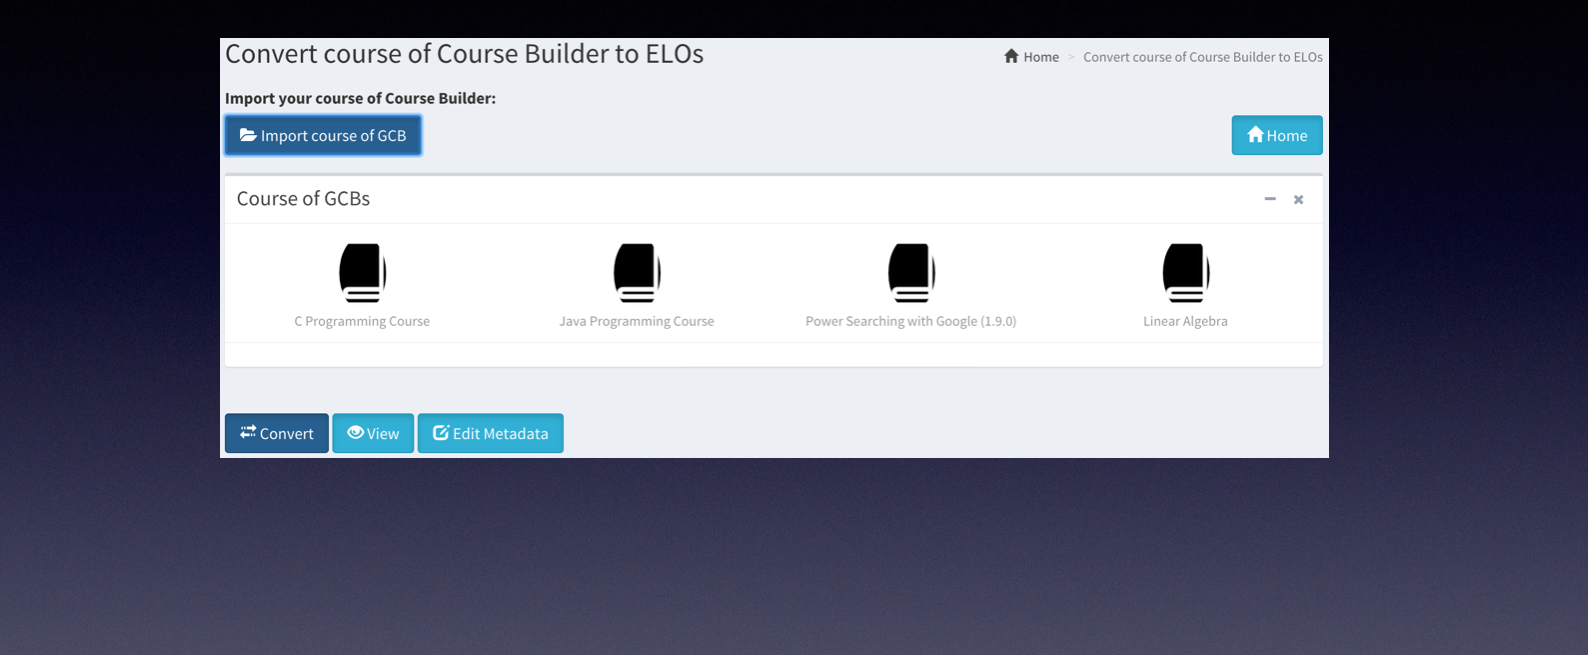 Convert course of Course Builder to ELOs
Home > Convert course of Course Builder to ELOs
Import your course of Course Builder:
Import course of GCB
Home
Course of GCBs
C Programming Course
Java Programming Course
Power Searching with Google (1.9.0)
Linear Algebra
Convert
View
Edit Metadata